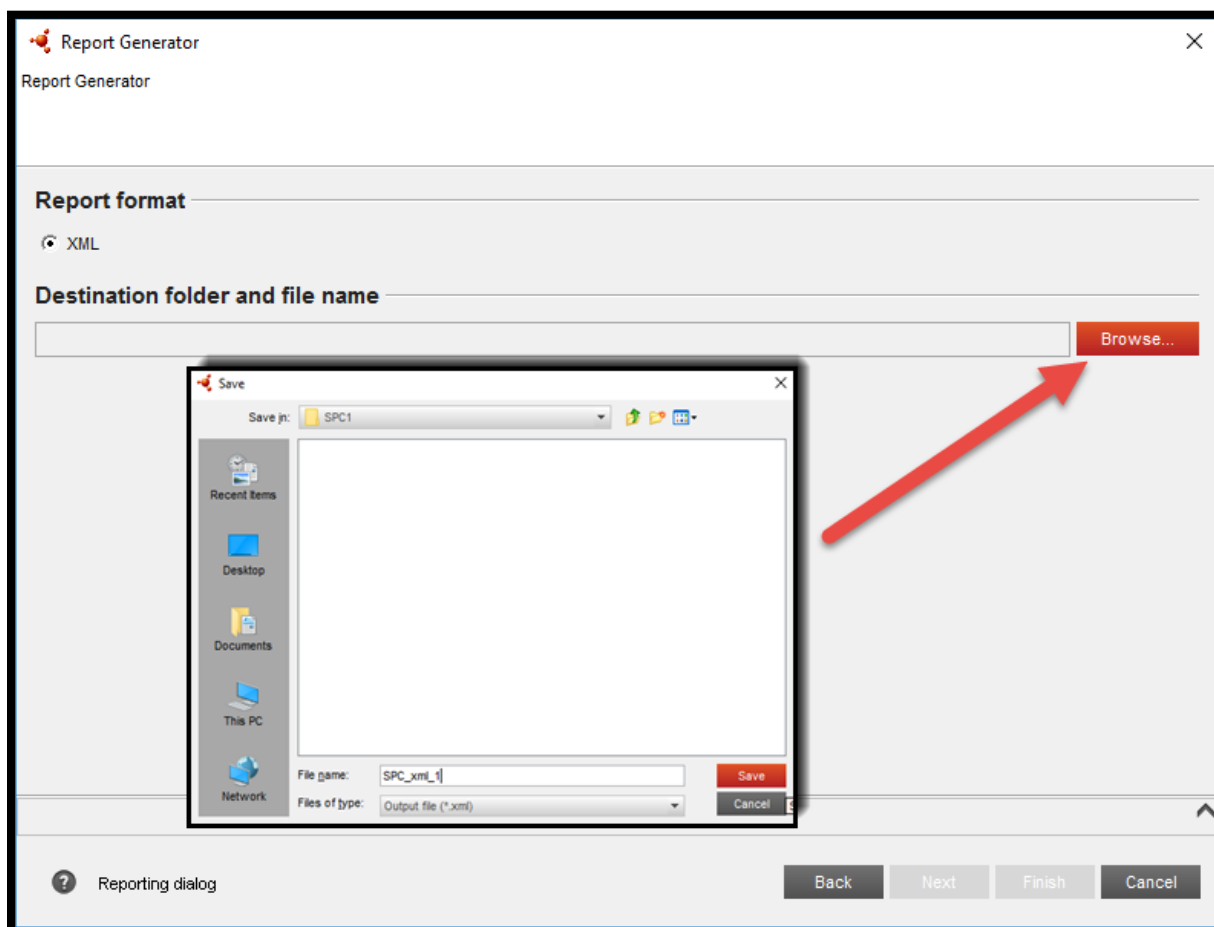 Report Generator
Report Generator
Report format
XML
Destination folder and file name
Browse...
Save
Save in: SPC1
Recent Items
Desktop
Documents
This PC
Network
File name: SPC_xml_1
Save
Files of type: Output file (*.xml)
Cancel
Reporting dialog
Back Next Finish Cancel